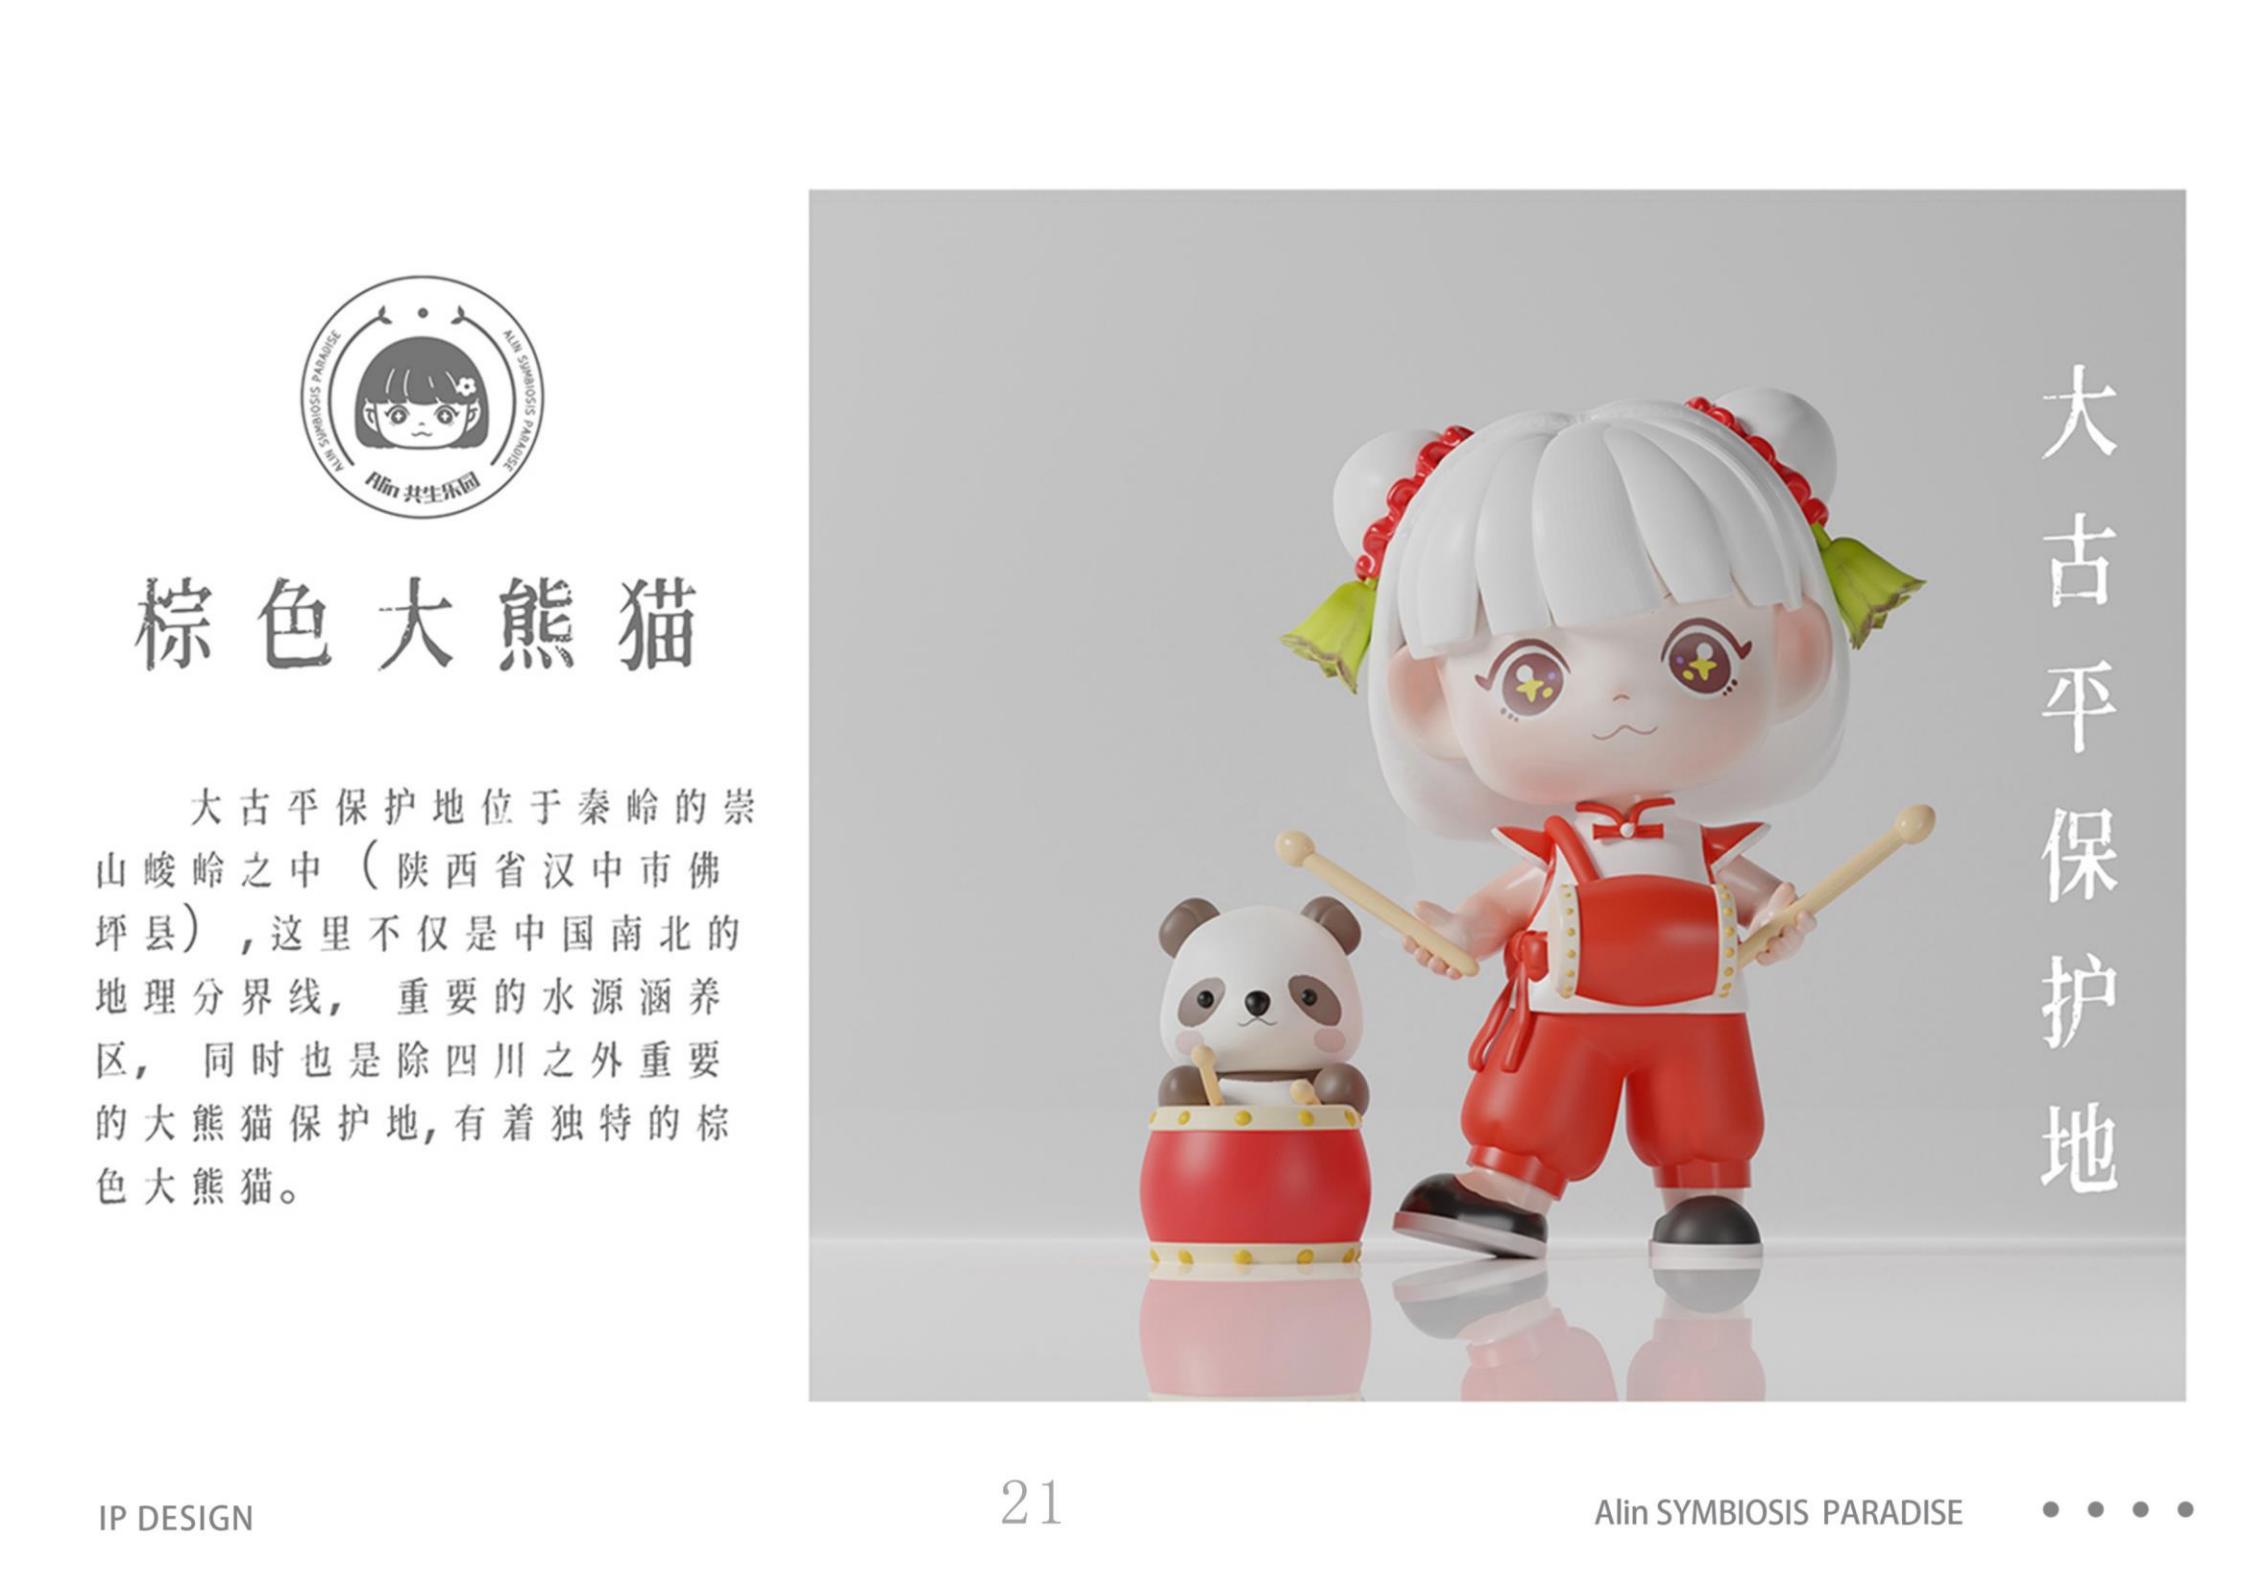 ALIN SYMBIOSIS PARADISE
ALIN SYMBIOSIS PARADISE
Alin 共生乐园
棕色大熊猫
大古平保护地位于秦岭的崇
山峻岭之中（陕西省汉中市佛
坪县）,这里不仅是中国南北的
地理分界线， 重要的水源涵养
区， 同时也是除四川之外重要
的大熊猫保护地,有着独特的棕
色大熊猫。
大古平保护地
IP DESIGN
21
Alin SYMBIOSIS PARADISE